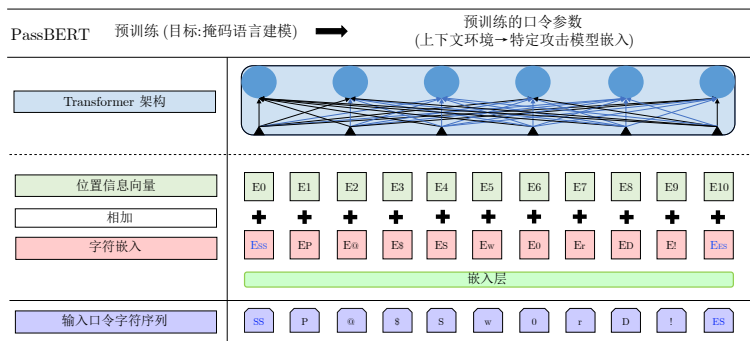 PassBERT 预训练 (目标:掩码语言建模) 预训练的口令参数
(上下文环境→特定攻击模型嵌入)
Transformer 架构
位置信息向量 E0 E1 E2 E3 E4 E5 E6 E7 E8 E9 E10
相加 + + + + + + + + + + +
字符嵌入 ESS EP E@ E$ ES Ew E0 Er ED E! EES
嵌入层
输入口令字符序列 SS P @ $ S w 0 r D ! ES